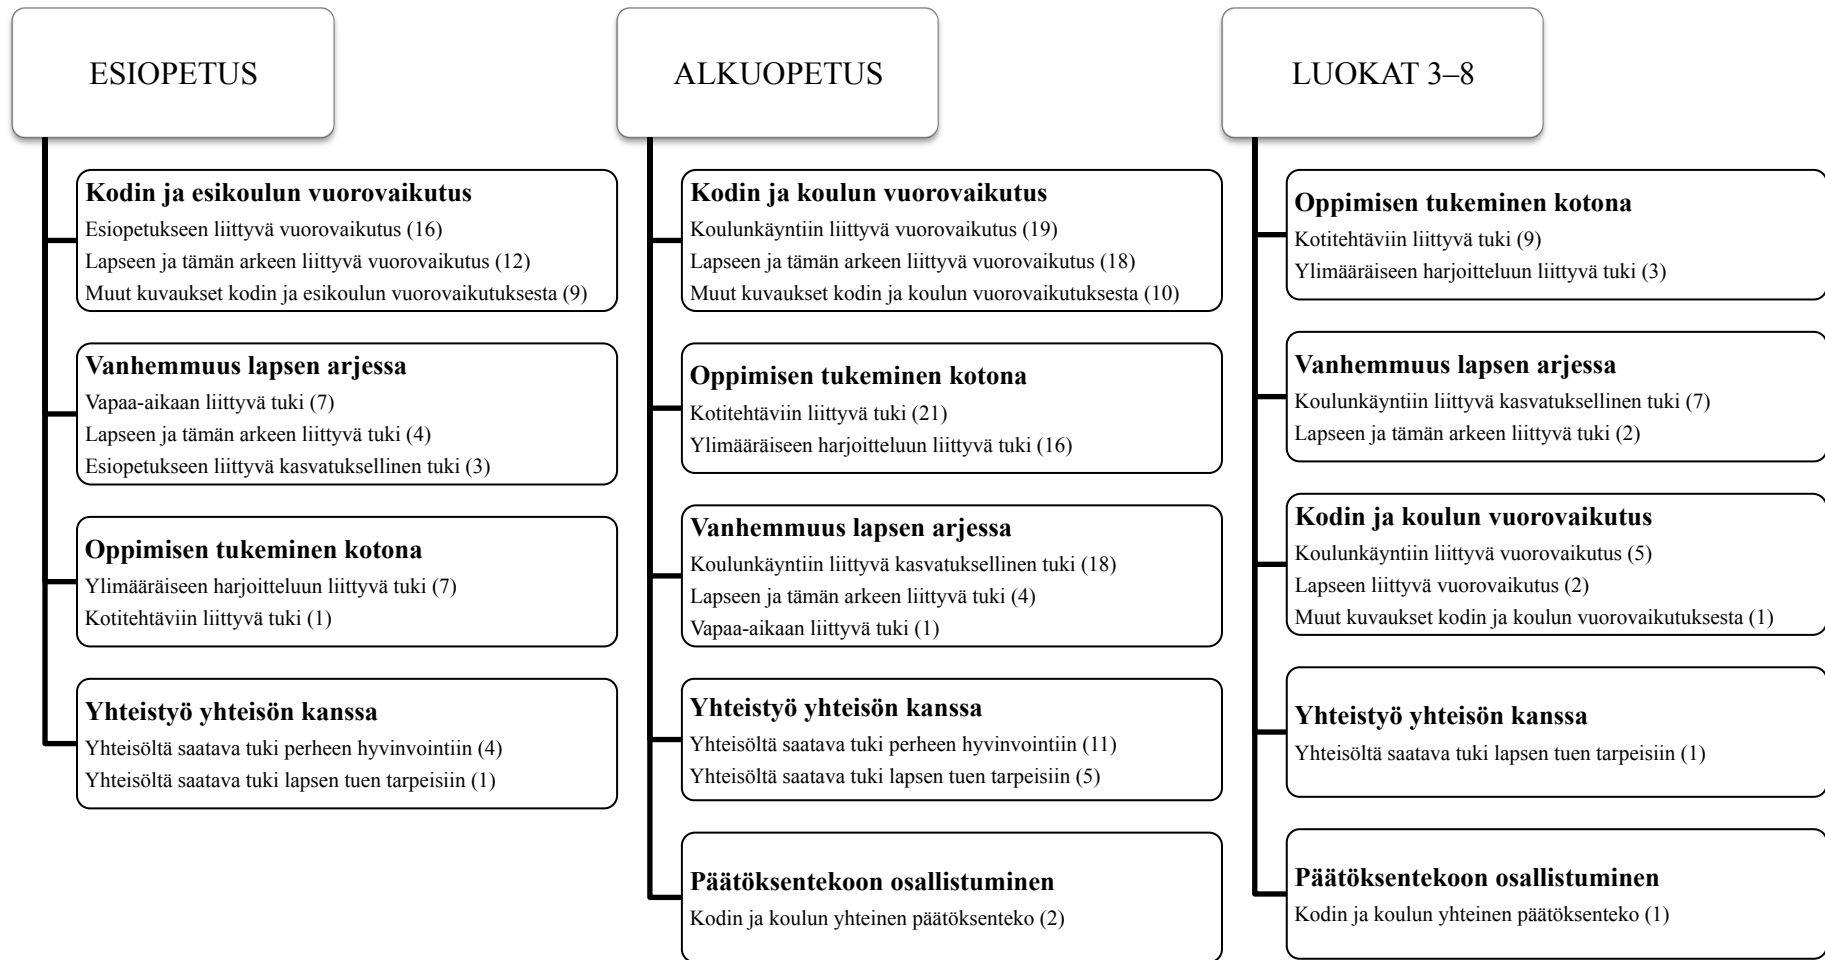 ESIOPETUS
Kodin ja esikoulun vuorovaikutus
Esiopetukseen liittyvä vuorovaikutus (16)
Lapseen ja tämän arkeen liittyvä vuorovaikutus (12)
Muut kuvaukset kodin ja esikoulun vuorovaikutuksesta (9)
Vanhemmuus lapsen arjessa
Vapaa-aikaan liittyvä tuki (7)
Lapseen ja tämän arkeen liittyvä tuki (4)
Esiopetukseen liittyvä kasvatuksellinen tuki (3)
Oppimisen tukeminen kotona
Ylimääräiseen harjoitteluun liittyvä tuki (7)
Kotitehtäviin liittyvä tuki (1)
Yhteistyö yhteisön kanssa
Yhteisöltä saatava tuki perheen hyvinvointiin (4)
Yhteisöltä saatava tuki lapsen tuen tarpeisiin (1)
ALKUOPETUS
Kodin ja koulun vuorovaikutus
Koulunkäyntiin liittyvä vuorovaikutus (19)
Lapseen ja tämän arkeen liittyvä vuorovaikutus (18)
Muut kuvaukset kodin ja koulun vuorovaikutuksesta (10)
Oppimisen tukeminen kotona
Kotitehtäviin liittyvä tuki (21)
Ylimääräiseen harjoitteluun liittyvä tuki (16)
Vanhemmuus lapsen arjessa
Koulunkäyntiin liittyvä kasvatuksellinen tuki (18)
Lapseen ja tämän arkeen liittyvä tuki (4)
Vapaa-aikaan liittyvä tuki (1)
Yhteistyö yhteisön kanssa
Yhteisöltä saatava tuki perheen hyvinvointiin (11)
Yhteisöltä saatava tuki lapsen tuen tarpeisiin (5)
Päätöksentekoon osallistuminen
Kodin ja koulun yhteinen päätöksenteko (2)
LUOKAT 3–8
Oppimisen tukeminen kotona
Kotitehtäviin liittyvä tuki (9)
Ylimääräiseen harjoitteluun liittyvä tuki (3)
Vanhemmuus lapsen arjessa
Koulunkäyntiin liittyvä kasvatuksellinen tuki (7)
Lapseen ja tämän arkeen liittyvä tuki (2)
Kodin ja koulun vuorovaikutus
Koulunkäyntiin liittyvä vuorovaikutus (5)
Lapseen liittyvä vuorovaikutus (2)
Muut kuvaukset kodin ja koulun vuorovaikutuksesta (1)
Yhteistyö yhteisön kanssa
Yhteisöltä saatava tuki lapsen tuen tarpeisiin (1)
Päätöksentekoon osallistuminen
Kodin ja koulun yhteinen päätöksenteko (1)